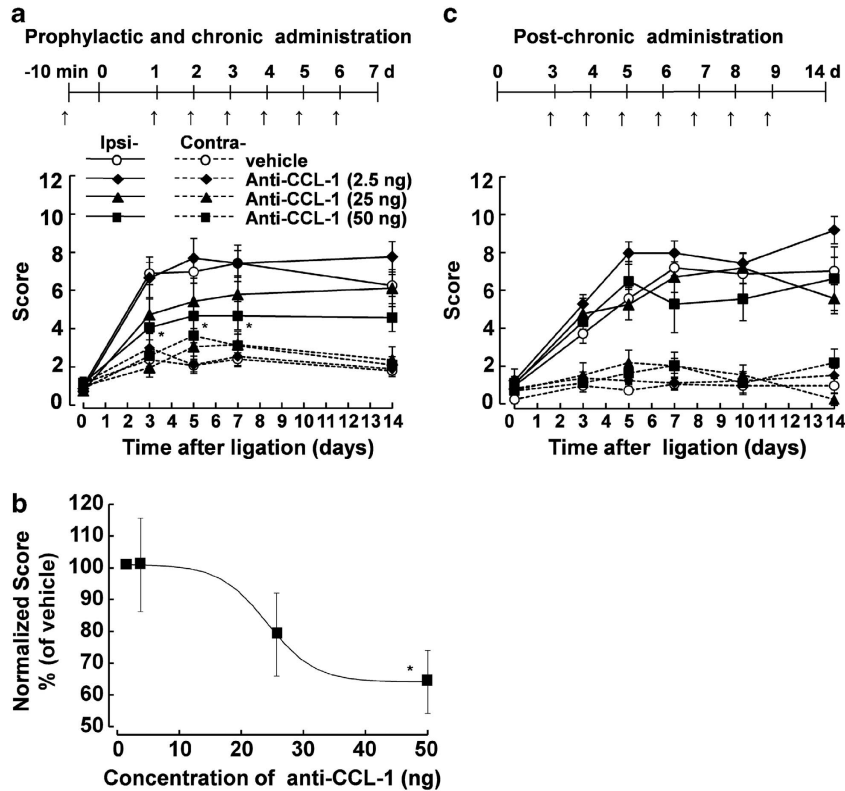 a
Prophylactic and chronic administration
-10 min 0 1 2 3 4 5 6 7 d
↑ ↑ ↑ ↑ ↑ ↑ ↑
Ipsi- Contra-
vehicle
Anti-CCL-1 (2.5 ng)
Anti-CCL-1 (25 ng)
Anti-CCL-1 (50 ng)
Score
12
10
8
6
4
2
0
* * *
0 1 2 3 4 5 6 7 8 9 10 11 12 13 14
Time after ligation (days)
c
Post-chronic administration
0 3 4 5 6 7 8 9 14 d
↑ ↑ ↑ ↑ ↑ ↑ ↑
Score
12
10
8
6
4
2
0
0 1 2 3 4 5 6 7 8 9 10 11 12 13 14
Time after ligation (days)
b
Normalized Score
% (of vehicle)
120
110
100
90
80
70
60
50
*
0 10 20 30 40 50
Concentration of anti-CCL-1 (ng)